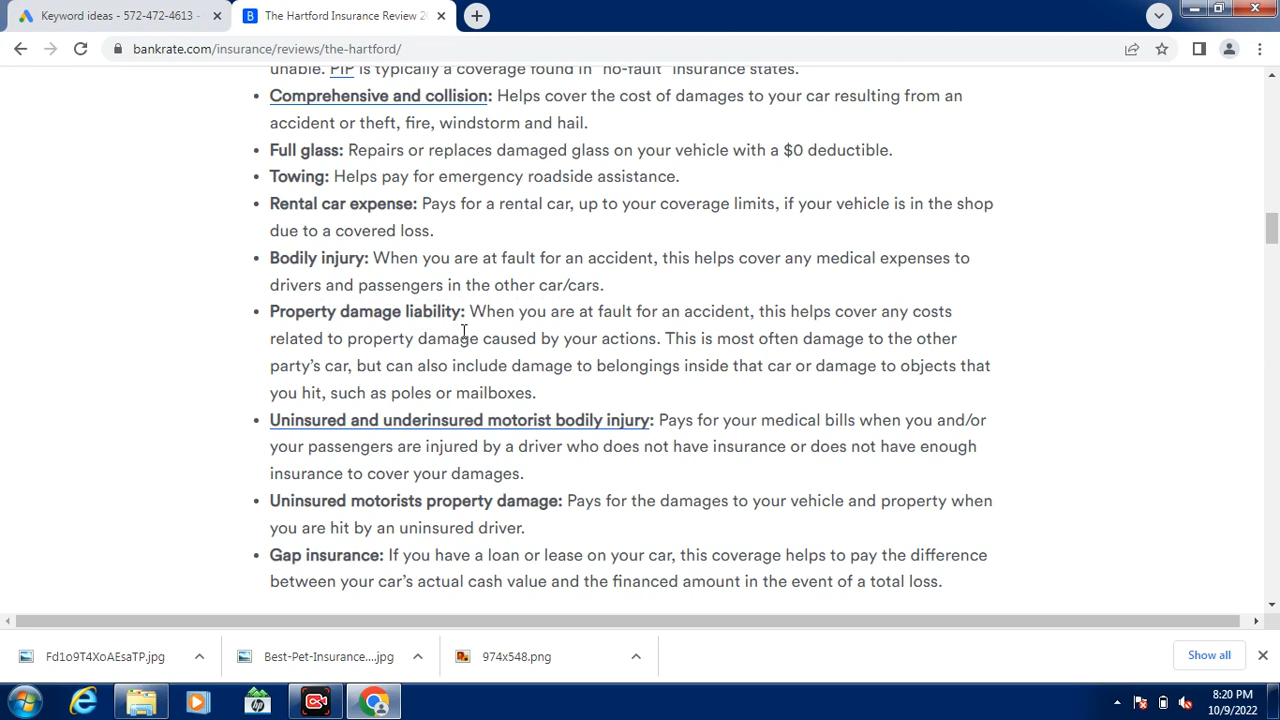 Keyword ideas - 572-472-4613 -
The Hartford Insurance Review 20
bankrate.com/insurance/reviews/the-hartford/
unable. PIP is typically a coverage found in "no-fault" insurance states.
• Comprehensive and collision: Helps cover the cost of damages to your car resulting from an
accident or theft, fire, windstorm and hail.
• Full glass: Repairs or replaces damaged glass on your vehicle with a $0 deductible.
• Towing: Helps pay for emergency roadside assistance.
• Rental car expense: Pays for a rental car, up to your coverage limits, if your vehicle is in the shop
due to a covered loss.
• Bodily injury: When you are at fault for an accident, this helps cover any medical expenses to
drivers and passengers in the other car/cars.
• Property damage liability: When you are at fault for an accident, this helps cover any costs
related to property damage caused by your actions. This is most often damage to the other
party's car, but can also include damage to belongings inside that car or damage to objects that
you hit, such as poles or mailboxes.
• Uninsured and underinsured motorist bodily injury: Pays for your medical bills when you and/or
your passengers are injured by a driver who does not have insurance or does not have enough
insurance to cover your damages.
• Uninsured motorists property damage: Pays for the damages to your vehicle and property when
you are hit by an uninsured driver.
• Gap insurance: If you have a loan or lease on your car, this coverage helps to pay the difference
between your car's actual cash value and the financed amount in the event of a total loss.
Fd1o9T4XoAEsaTP.jpg
Best-Pet-Insurance....jpg
974x548.png
Show all
8:20 PM
10/9/2022